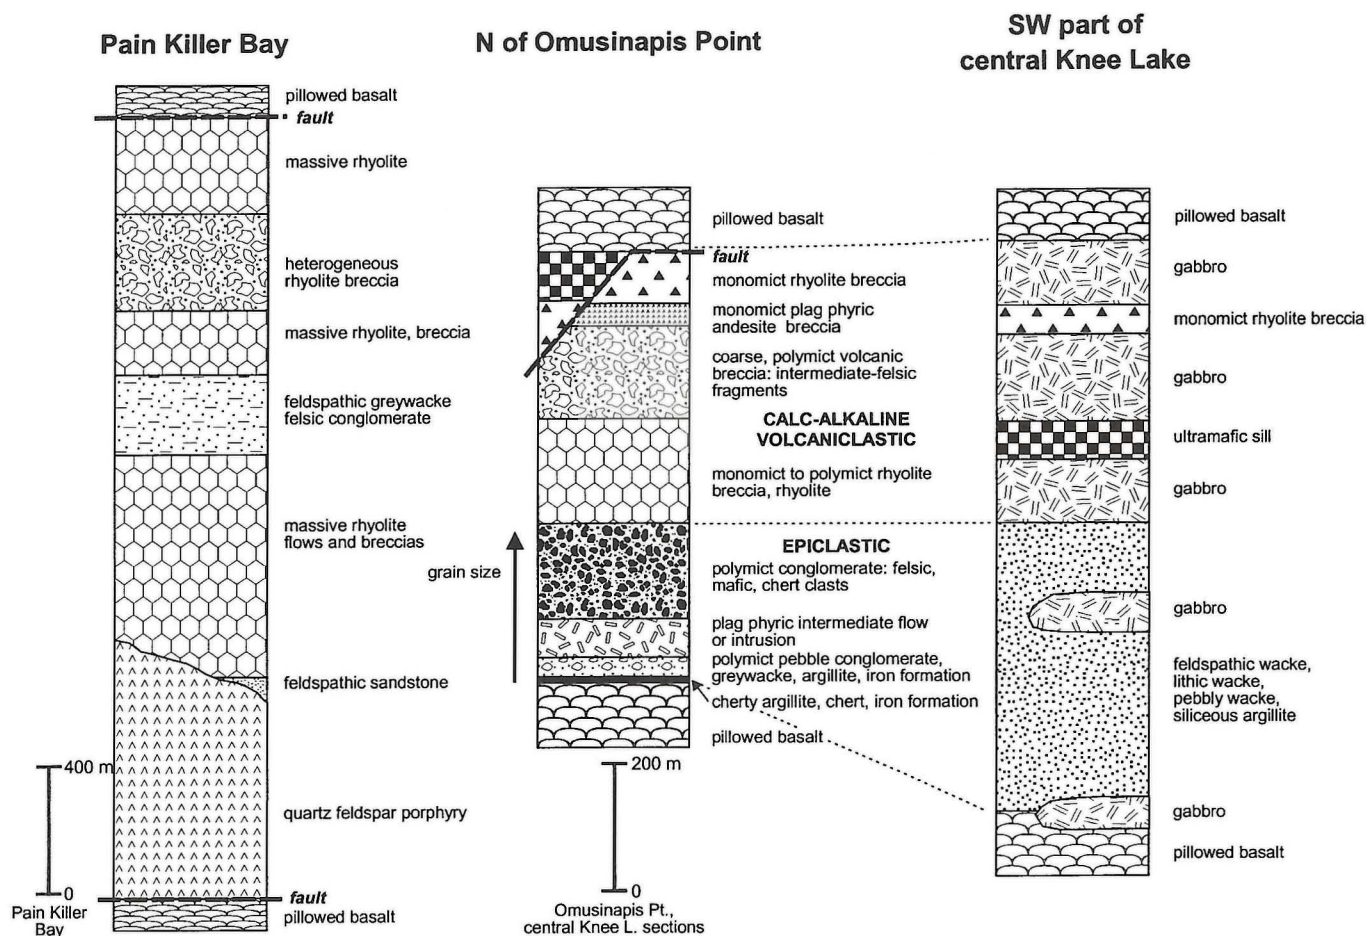 Pain Killer Bay
pillowed basalt
fault
massive rhyolite
heterogeneous
rhyolite breccia
massive rhyolite, breccia
feldspathic greywacke
felsic conglomerate
massive rhyolite
flows and breccias
feldspathic sandstone
quartz feldspar porphyry
fault
pillowed basalt
400 m
0
Pain Killer
Bay
N of Omusinapis Point
pillowed basalt
fault
monomict rhyolite breccia
monomict plag phyric
andesite breccia
coarse, polymict volcanic
breccia: intermediate-felsic
fragments
CALC-ALKALINE
VOLCANICLASTIC
monomict to polymict rhyolite
breccia, rhyolite
EPICLASTIC
polymict conglomerate: felsic,
mafic, chert clasts
plag phyric intermediate flow
or intrusion
polymict pebble conglomerate,
greywacke, argillite, iron formation
cherty argillite, chert, iron formation
pillowed basalt
grain size
200 m
0
Omusinapis Pt.,
central Knee L. sections
SW part of
central Knee Lake
pillowed basalt
gabbro
monomict rhyolite breccia
gabbro
ultramafic sill
gabbro
gabbro
feldspathic wacke,
lithic wacke,
pebbly wacke,
siliceous argillite
gabbro
pillowed basalt